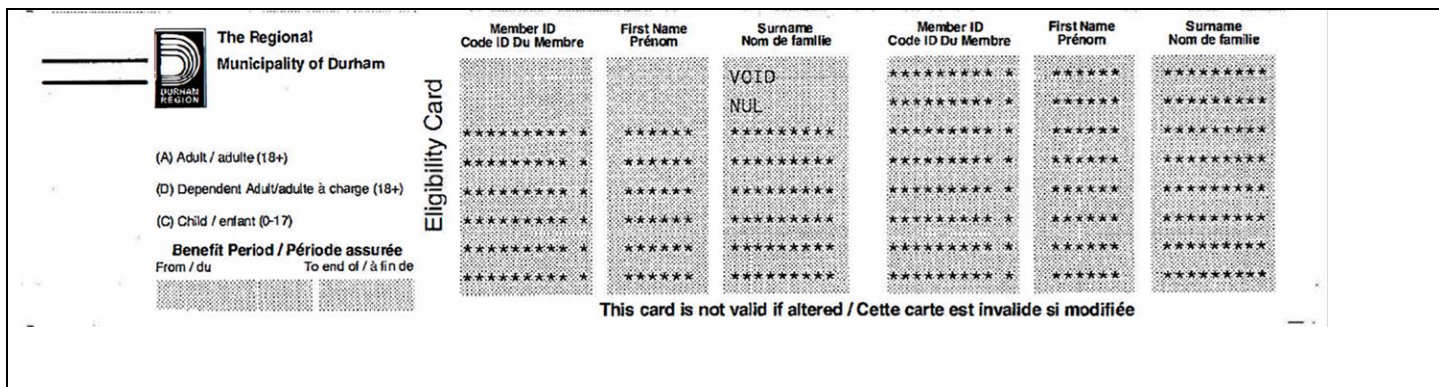 The Regional
Municipality of Durham
DURHAM
REGION
(A) Adult / adulte (18+)
(D) Dependent Adult/adulte à charge (18+)
(C) Child / enfant (0-17)
Benefit Period / Période assurée
From / du To end of / à fin de
Eligibility Card
Member ID First Name Surname Member ID First Name Surname
Code ID Du Membre Prénom Nom de famille Code ID Du Membre Prénom Nom de famille
VOID ********* * ****** *********
NUL ********* * ****** *********
********* * ****** ********* ********* * ****** *********
********* * ****** ********* ********* * ****** *********
********* * ****** ********* ********* * ****** *********
********* * ****** ********* ********* * ****** *********
********* * ****** ********* ********* * ****** *********
********* * ****** ********* ********* * ****** *********
This card is not valid if altered / Cette carte est invalide si modifiée